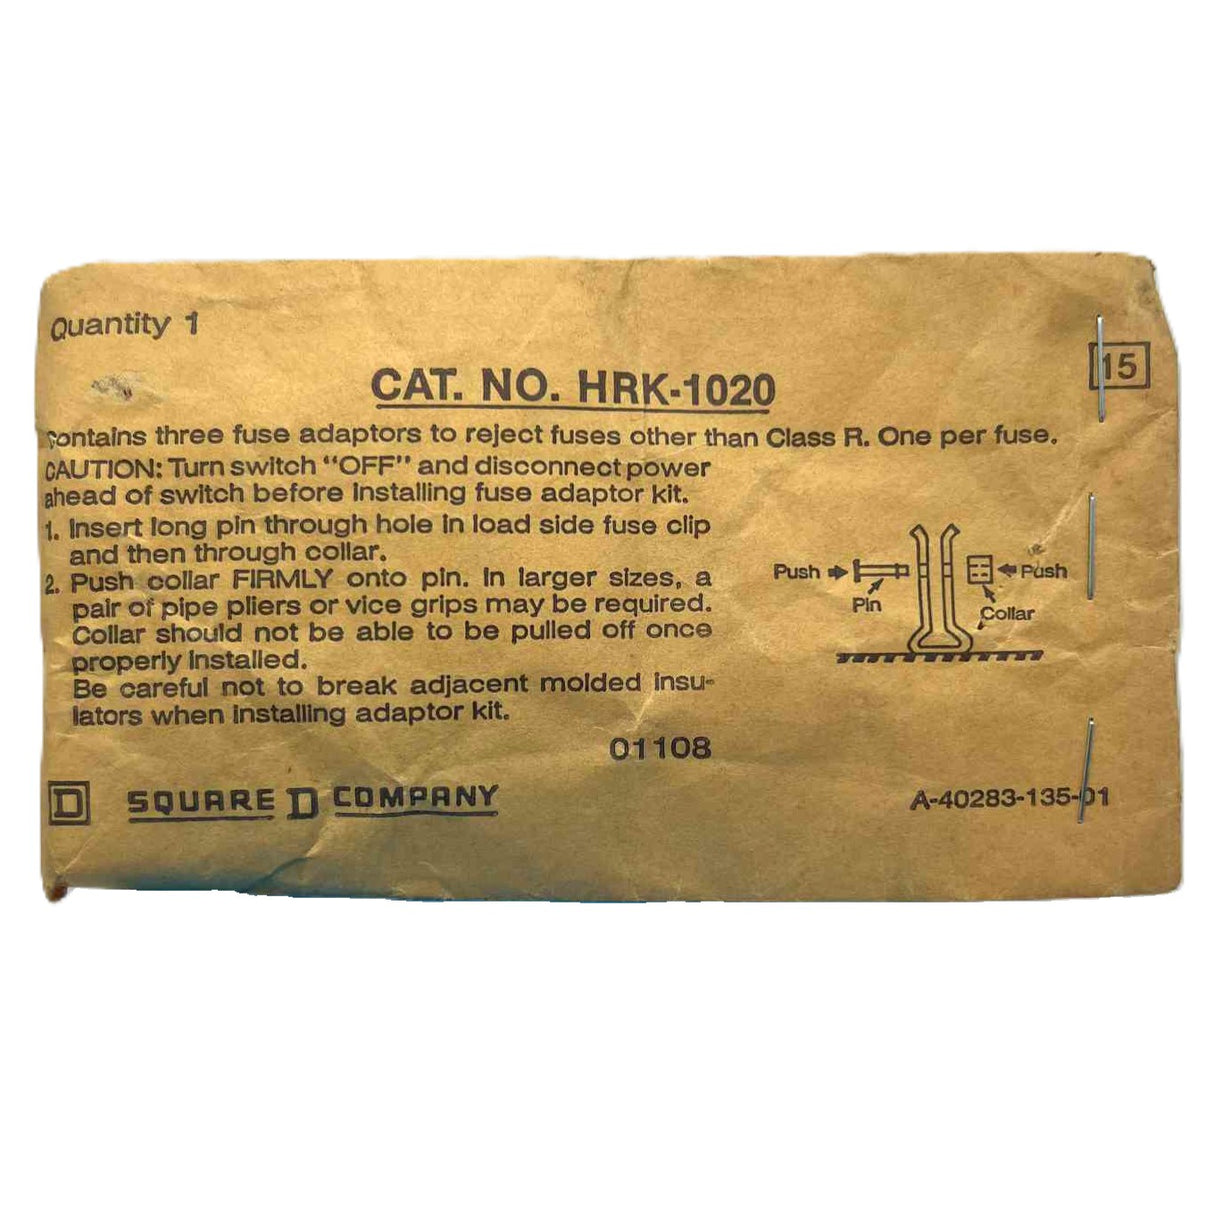 Quantity 1
15
CAT. NO. HRK-1020
Contains three fuse adaptors to reject fuses other than Class R. One per fuse.
CAUTION: Turn switch "OFF" and disconnect power
ahead of switch before installing fuse adaptor kit.
1. Insert long pin through hole in load side fuse clip
and then through collar.
2. Push collar FIRMLY onto pin. In larger sizes, a
pair of pipe pliers or vice grips may be required.
Collar should not be able to be pulled off once
properly installed.
Be careful not to break adjacent molded insu-
lators when installing adaptor kit.
Push
Push
Pin
Collar
01108
D SQUARE D COMPANY
A-40283-135-01